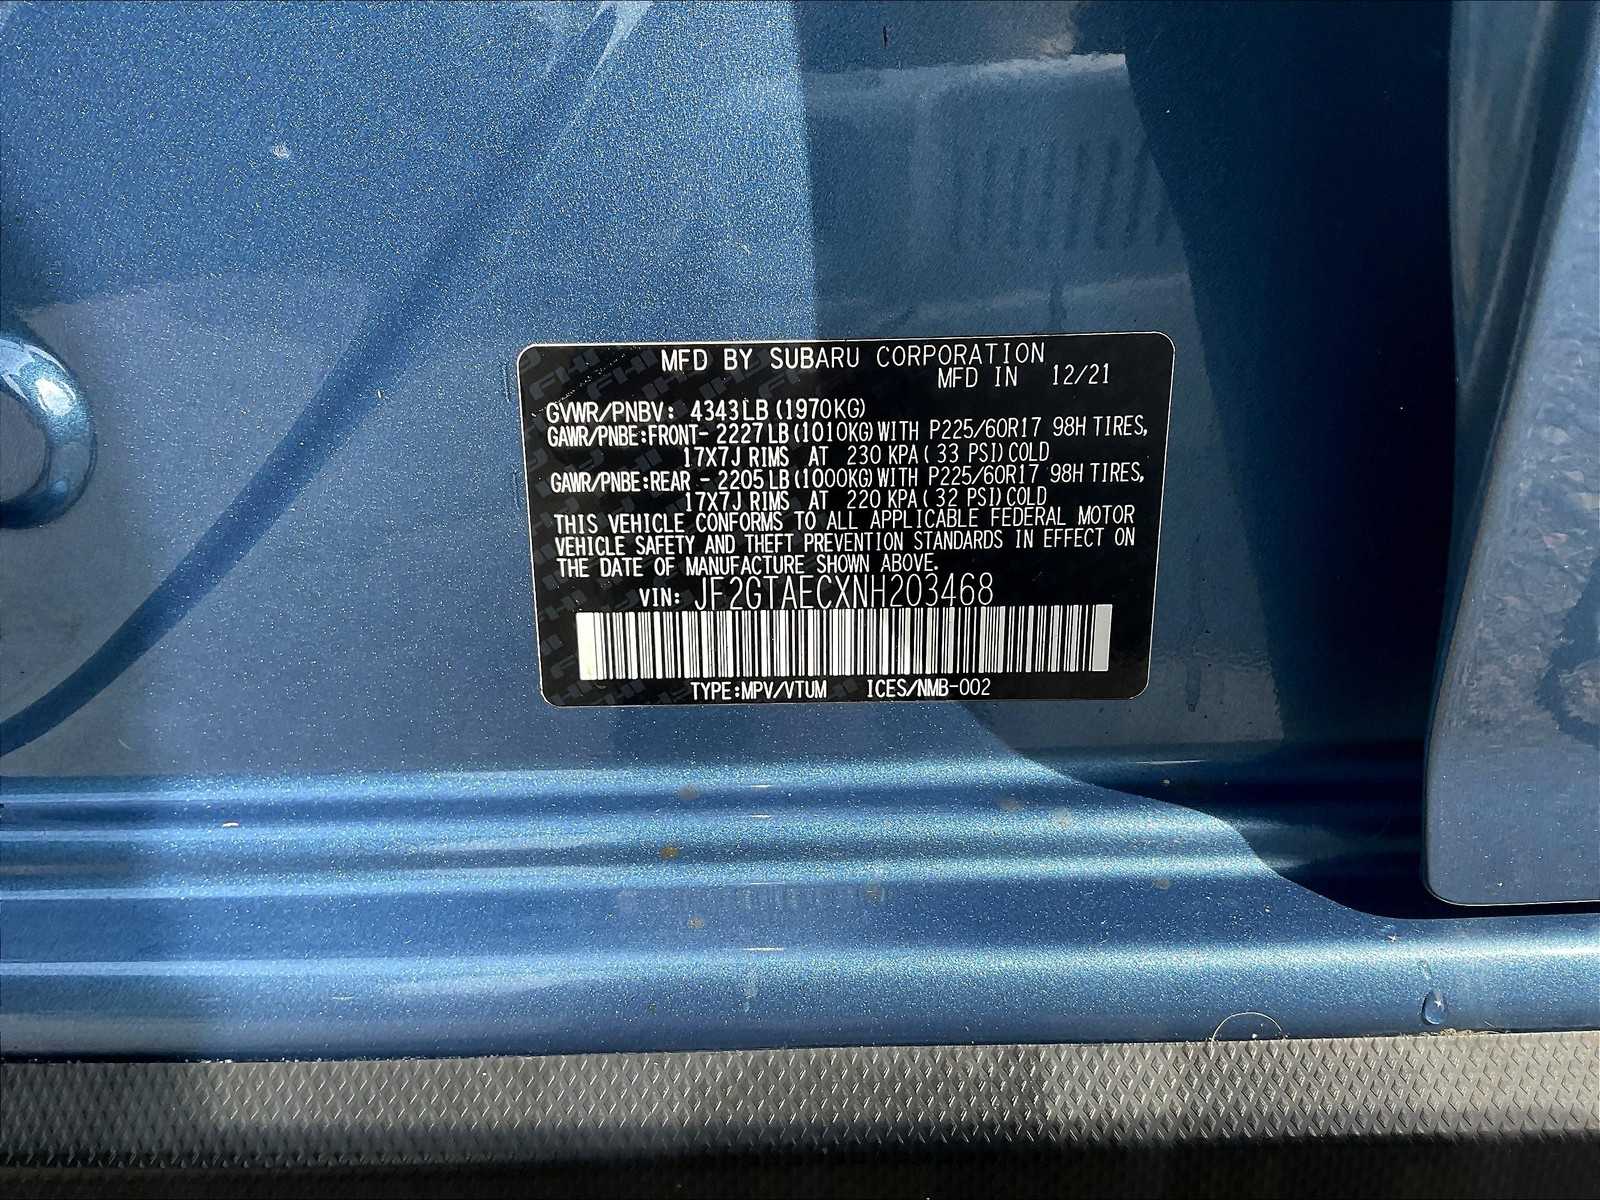 MFD BY SUBARU CORPORATION
MFD IN 12/21
GVWR/PNBV: 4343LB(1970KG)
GAWR/PNBE:FRONT- 2227LB(1010KG)WITH P225/60R17 98H TIRES,
17X7J RIMS AT 230 KPA( 33 PSI)COLD
GAWR/PNBE:REAR - 2205LB(1000KG)WITH P225/60R17 98H TIRES,
17X7J RIMS AT 220 KPA( 32 PSI)COLD
THIS VEHICLE CONFORMS TO ALL APPLICABLE FEDERAL MOTOR
VEHICLE SAFETY AND THEFT PREVENTION STANDARDS IN EFFECT ON
THE DATE OF MANUFACTURE SHOWN ABOVE.
VIN: JF2GTAECXNH203468
TYPE:MPV/VTUM ICES/NMB-002